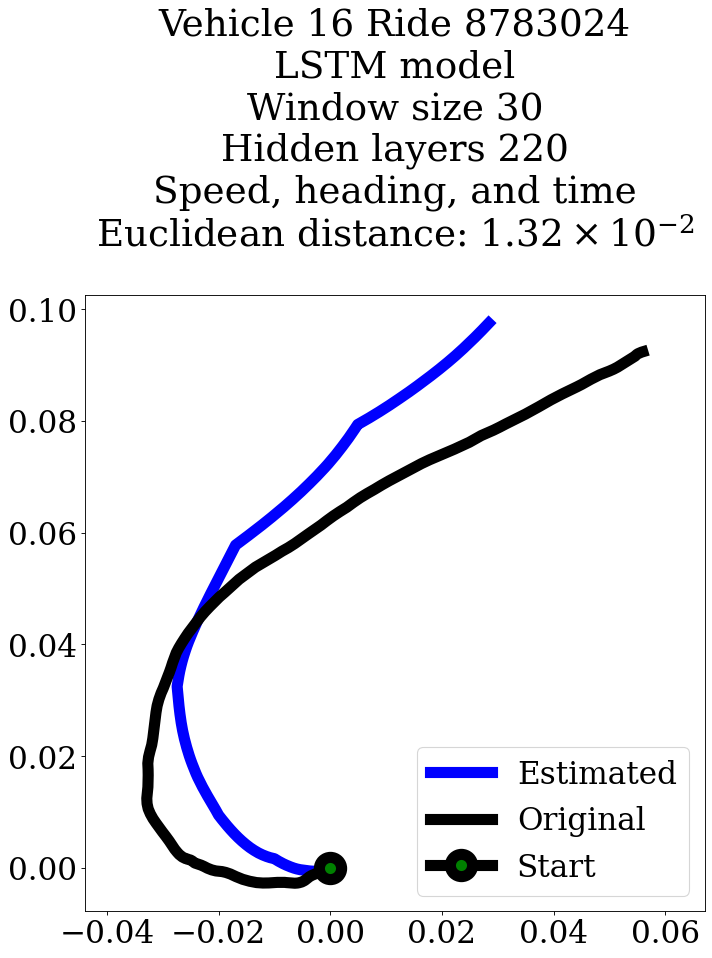 Vehicle 16 Ride 8783024
LSTM model
Window size 30
Hidden layers 220
Speed, heading, and time
Euclidean distance: 1.32 × 10⁻²
0.10
0.08
0.06
0.04
0.02
0.00
Estimated
Original
Start
−0.04 −0.02 0.00 0.02 0.04 0.06